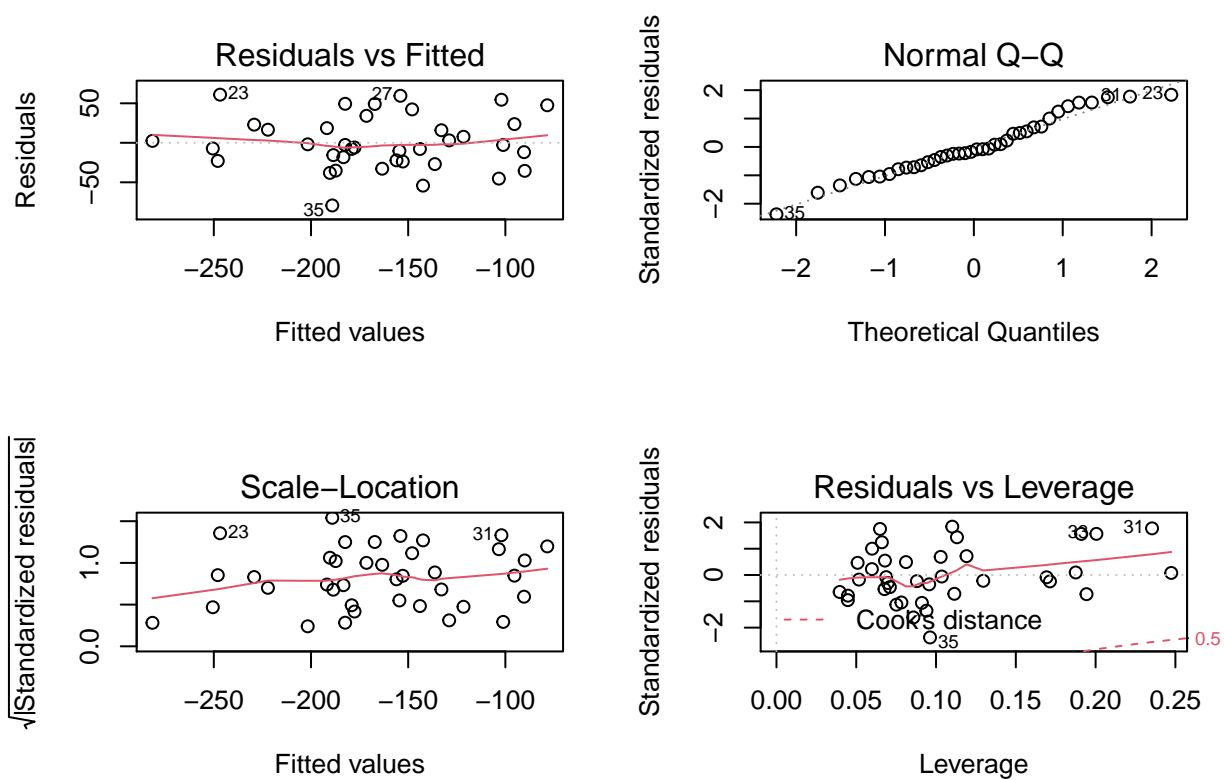 Residuals vs Fitted
Residuals
50
−50
23
27
35
−250 −200 −150 −100
Fitted values
Normal Q−Q
Standardized residuals
2
0
−2
31
23
35
−2 −1 0 1 2
Theoretical Quantiles
Scale−Location
√|Standardized residuals|
1.0
0.0
23
35
31
−250 −200 −150 −100
Fitted values
Residuals vs Leverage
Standardized residuals
2
0
−2
33
31
Cook's distance
35
0.5
0.00 0.05 0.10 0.15 0.20 0.25
Leverage